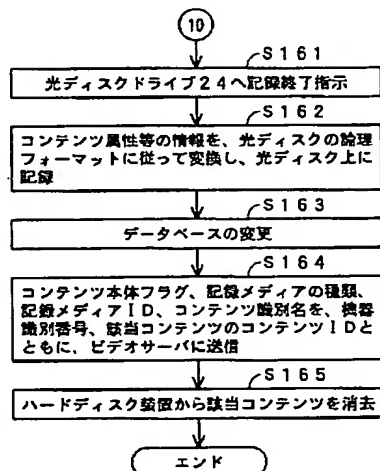 10
S161
光ディスクドライブ24へ記録終了指示
S162
コンテンツ属性等の情報を、光ディスクの論理
フォーマットに従って変換し、光ディスク上に
記録
S163
データベースの変更
S164
コンテンツ本体フラグ、記録メディアの種類、
記録メディアID、コンテンツ識別名を、機器
識別番号、該当コンテンツのコンテンツIDと
ともに、ビデオサーバに送信
S165
ハードディスク装置から該当コンテンツを消去
エンド